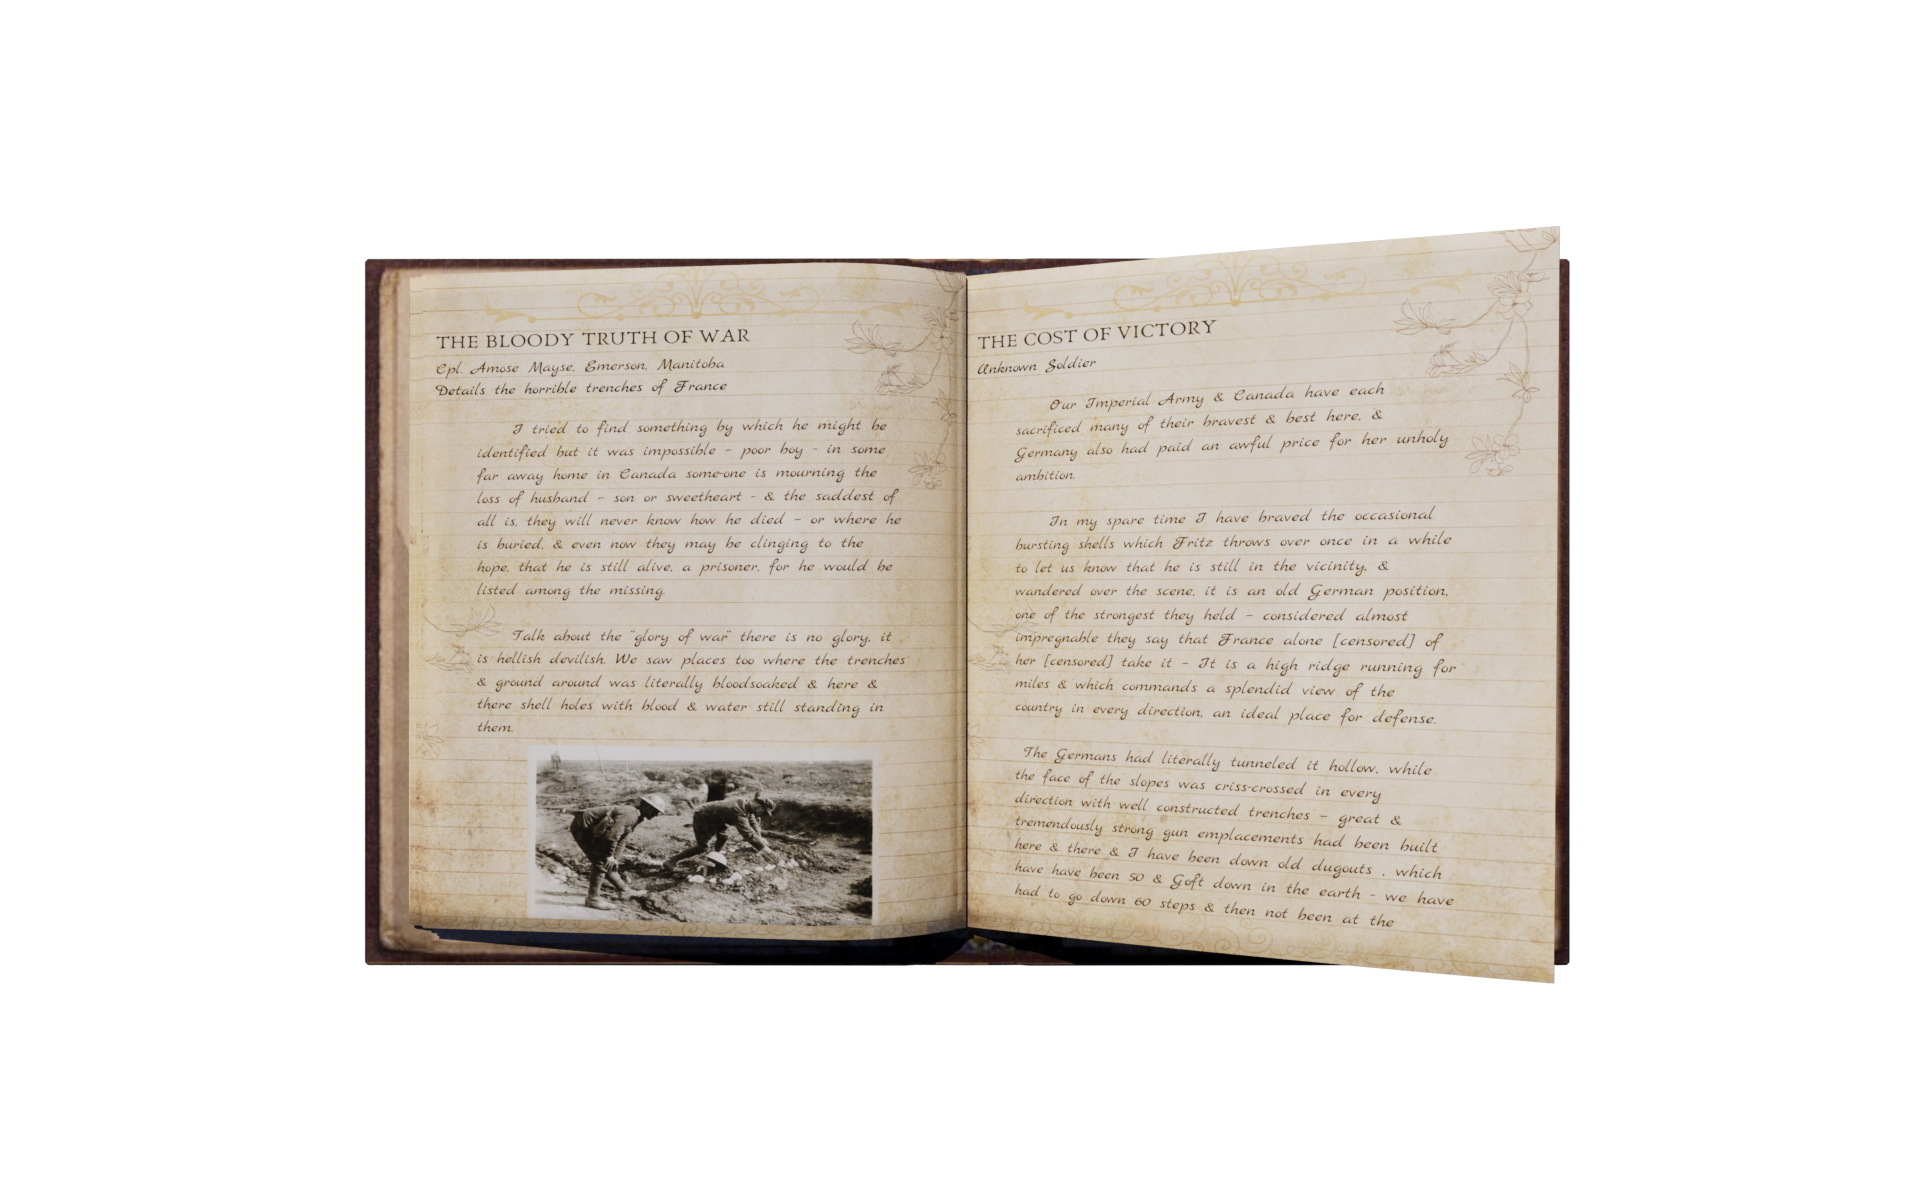 THE BLOODY TRUTH OF WAR
Cpl. Amose Mayse, Emerson, Manitoba
Details the horrible trenches of France
I tried to find something by which he might be
identified but it was impossible – poor boy - in some
far away home in Canada some-one is mourning the
loss of husband – son or sweetheart - & the saddest of
all is, they will never know how he died – or where he
is buried, & even now they may be clinging to the
hope, that he is still alive, a prisoner, for he would be
listed among the missing.
Talk about the "glory of war" there is no glory, it
is hellish devilish. We saw places too where the trenches
& ground around was literally bloodsoaked & here &
there shell holes with blood & water still standing in
them.
THE COST OF VICTORY
Unknown Soldier
Our Imperial Army & Canada have each
sacrificed many of their bravest & best here, &
Germany also had paid an awful price for her unholy
ambition.
In my spare time I have braved the occasional
bursting shells which Fritz throws over once in a while
to let us know that he is still in the vicinity, &
wandered over the scene, it is an old German position,
one of the strongest they held – considered almost
impregnable they say that France alone [censored] of
her [censored] take it – It is a high ridge running for
miles & which commands a splendid view of the
country in every direction, an ideal place for defense.
The Germans had literally tunneled it hollow, while
the face of the slopes was criss-crossed in every
direction with well constructed trenches – great &
tremendously strong gun emplacements had been built
here & there & I have been down old dugouts , which
have have been 50 & Goft down in the earth - we have
had to go down 60 steps & then not been at the